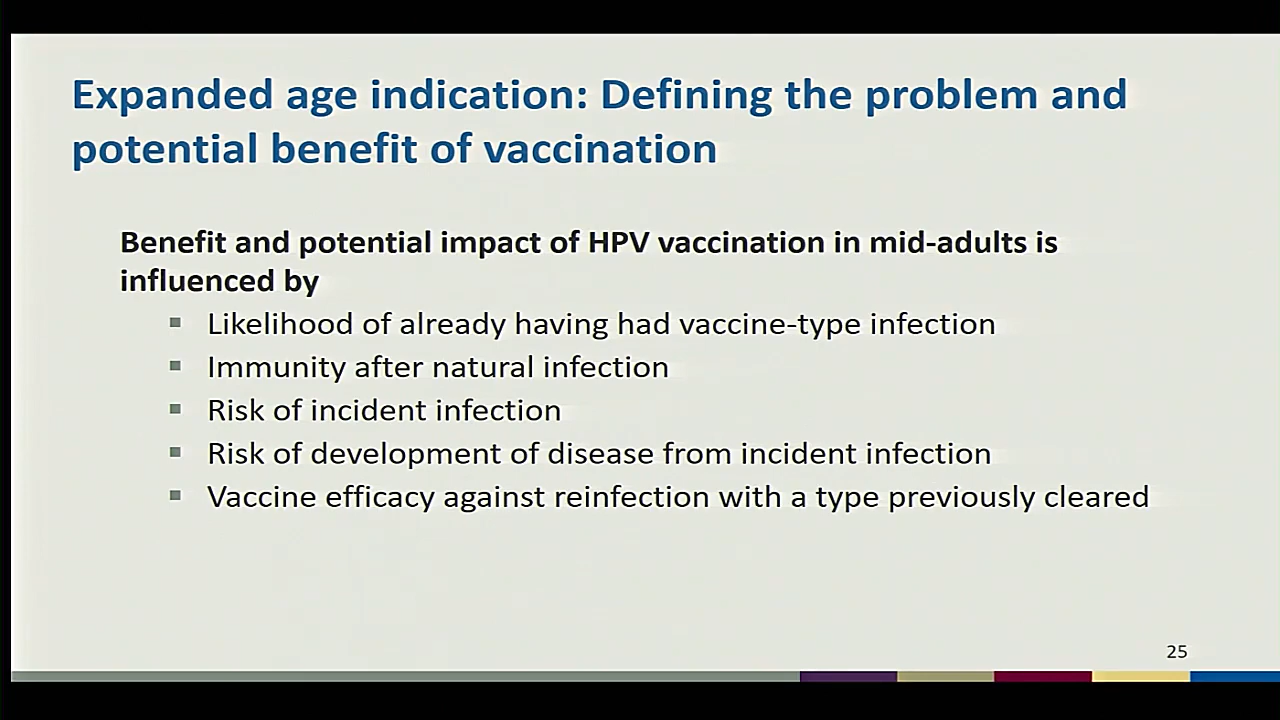 Expanded age indication: Defining the problem and
potential benefit of vaccination
Benefit and potential impact of HPV vaccination in mid-adults is
influenced by
▪ Likelihood of already having had vaccine-type infection
▪ Immunity after natural infection
▪ Risk of incident infection
▪ Risk of development of disease from incident infection
▪ Vaccine efficacy against reinfection with a type previously cleared
25